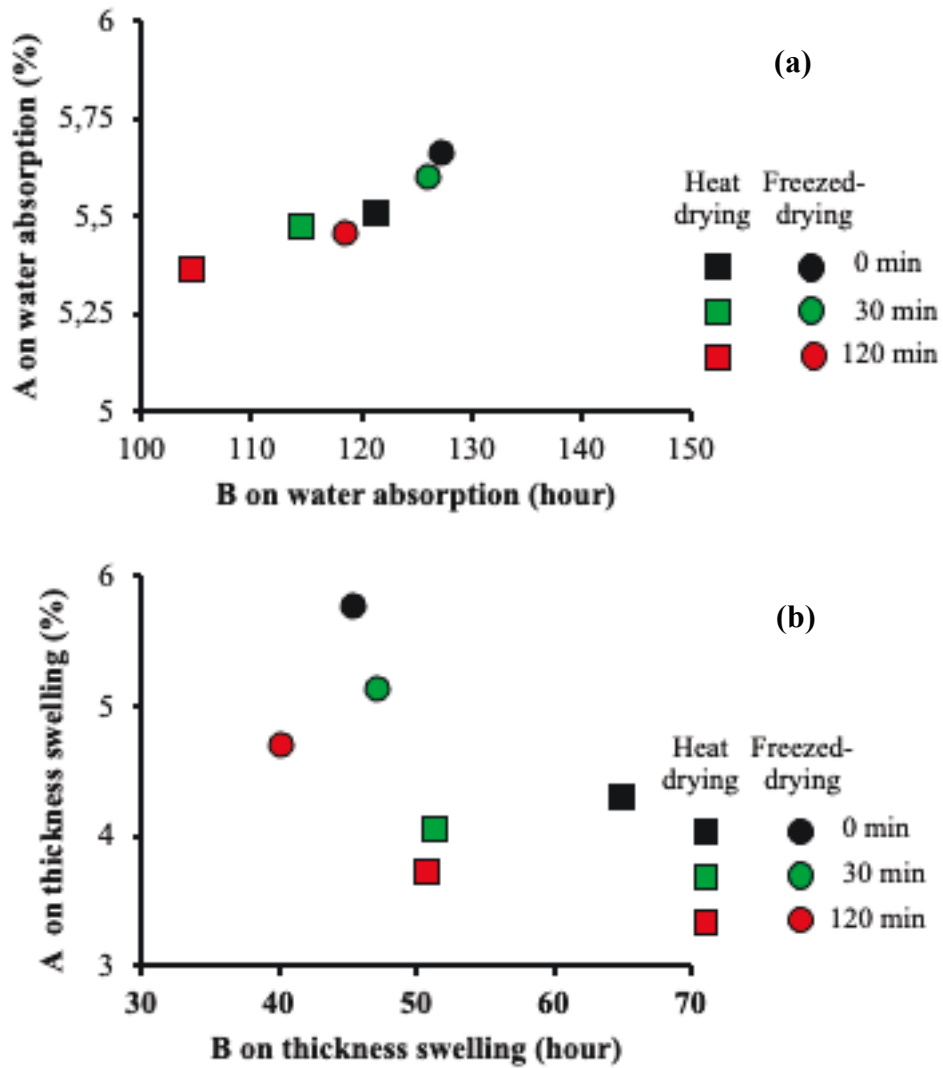 A on water absorption (%)
6
5,75
5,5
5,25
5
100 110 120 130 140 150
B on water absorption (hour)
(a)
Heat Freezed-
drying drying
0 min
30 min
120 min
A on thickness swelling (%)
6
5
4
3
30 40 50 60 70
B on thickness swelling (hour)
(b)
Heat Freezed-
drying drying
0 min
30 min
120 min